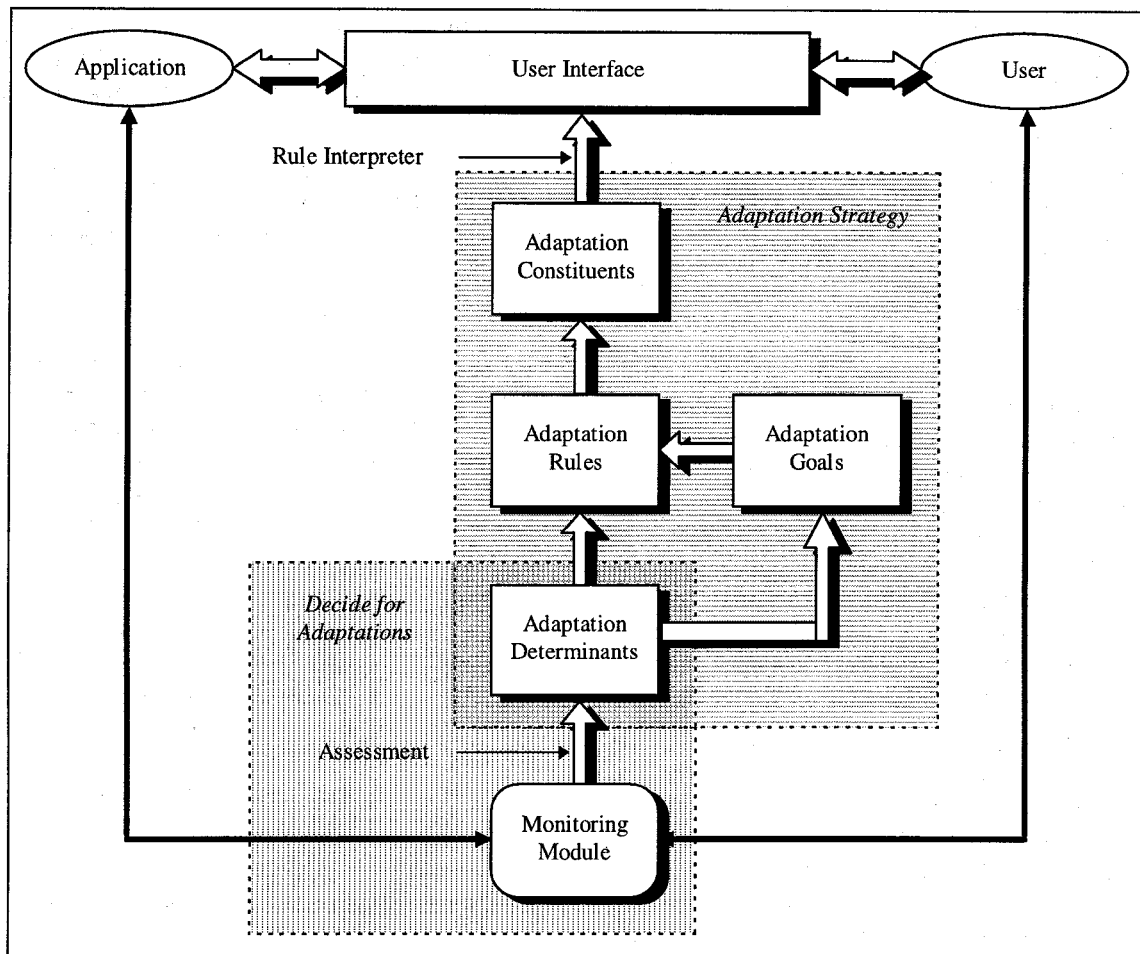 Application
User Interface
User
Rule Interpreter
Adaptation Strategy
Adaptation
Constituents
Adaptation
Rules
Adaptation
Goals
Decide for
Adaptations
Adaptation
Determinants
Assessment
Monitoring
Module